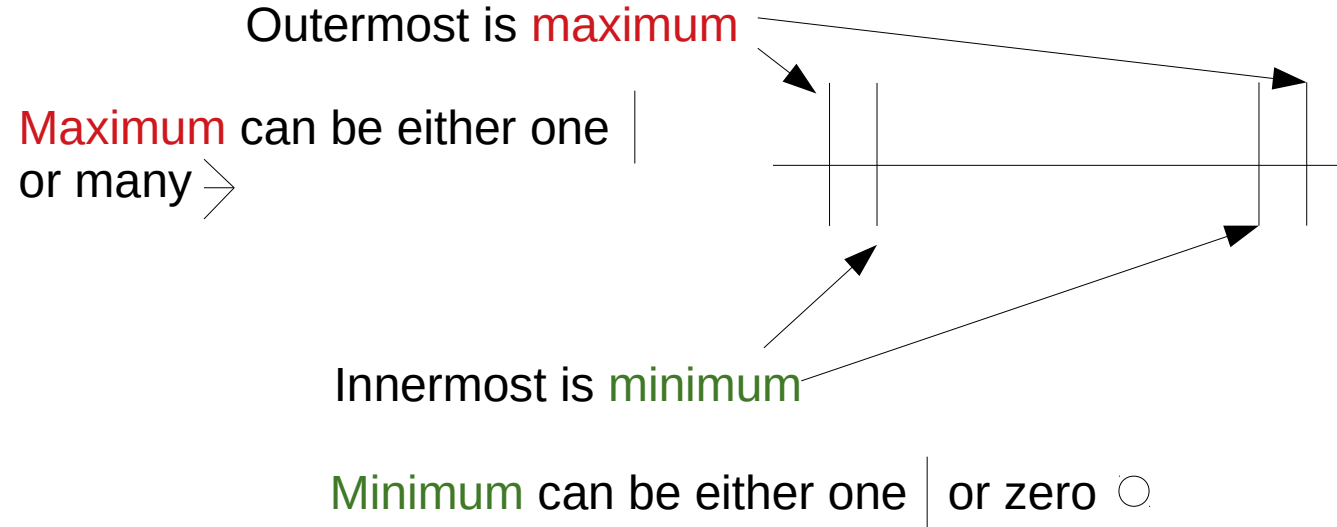 Outermost is maximum
Maximum can be either one
or many
Innermost is minimum
Minimum can be either one or zero